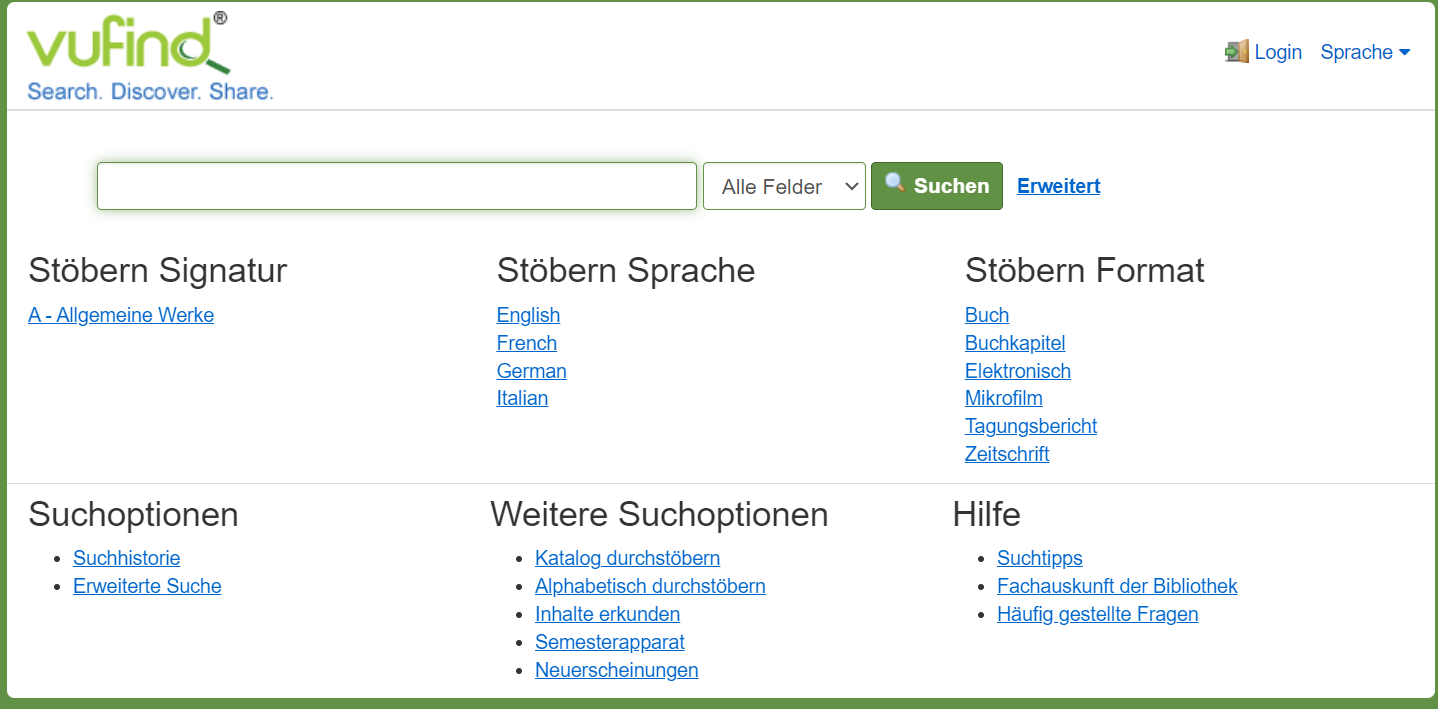 vufind®
Search. Discover. Share.
Login Sprache
Alle Felder Suchen Erweitert
Stöbern Signatur
A - Allgemeine Werke
Stöbern Sprache
English
French
German
Italian
Stöbern Format
Buch
Buchkapitel
Elektronisch
Mikrofilm
Tagungsbericht
Zeitschrift
Suchoptionen
Suchhistorie
Erweiterte Suche
Weitere Suchoptionen
Katalog durchstöbern
Alphabetisch durchstöbern
Inhalte erkunden
Semesterapparat
Neuerscheinungen
Hilfe
Suchtipps
Fachauskunft der Bibliothek
Häufig gestellte Fragen